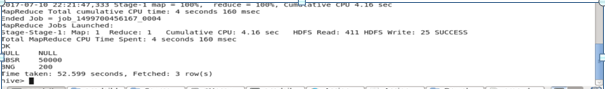 2017-07-10 22:21:47,333 Stage-1 map = 100%, reduce = 100%, Cumulative CPU 4.16 sec
MapReduce Total cumulative CPU time: 4 seconds 160 msec
Ended Job = job_1499700456167_0004
MapReduce Jobs Launched:
Stage-Stage-1: Map: 1 Reduce: 1 Cumulative CPU: 4.16 sec HDFS Read: 411 HDFS Write: 25 SUCCESS
Total MapReduce CPU Time Spent: 4 seconds 160 msec
OK
NULL NULL
BBSR 50000
BNG 200
Time taken: 52.599 seconds, Fetched: 3 row(s)
hive>